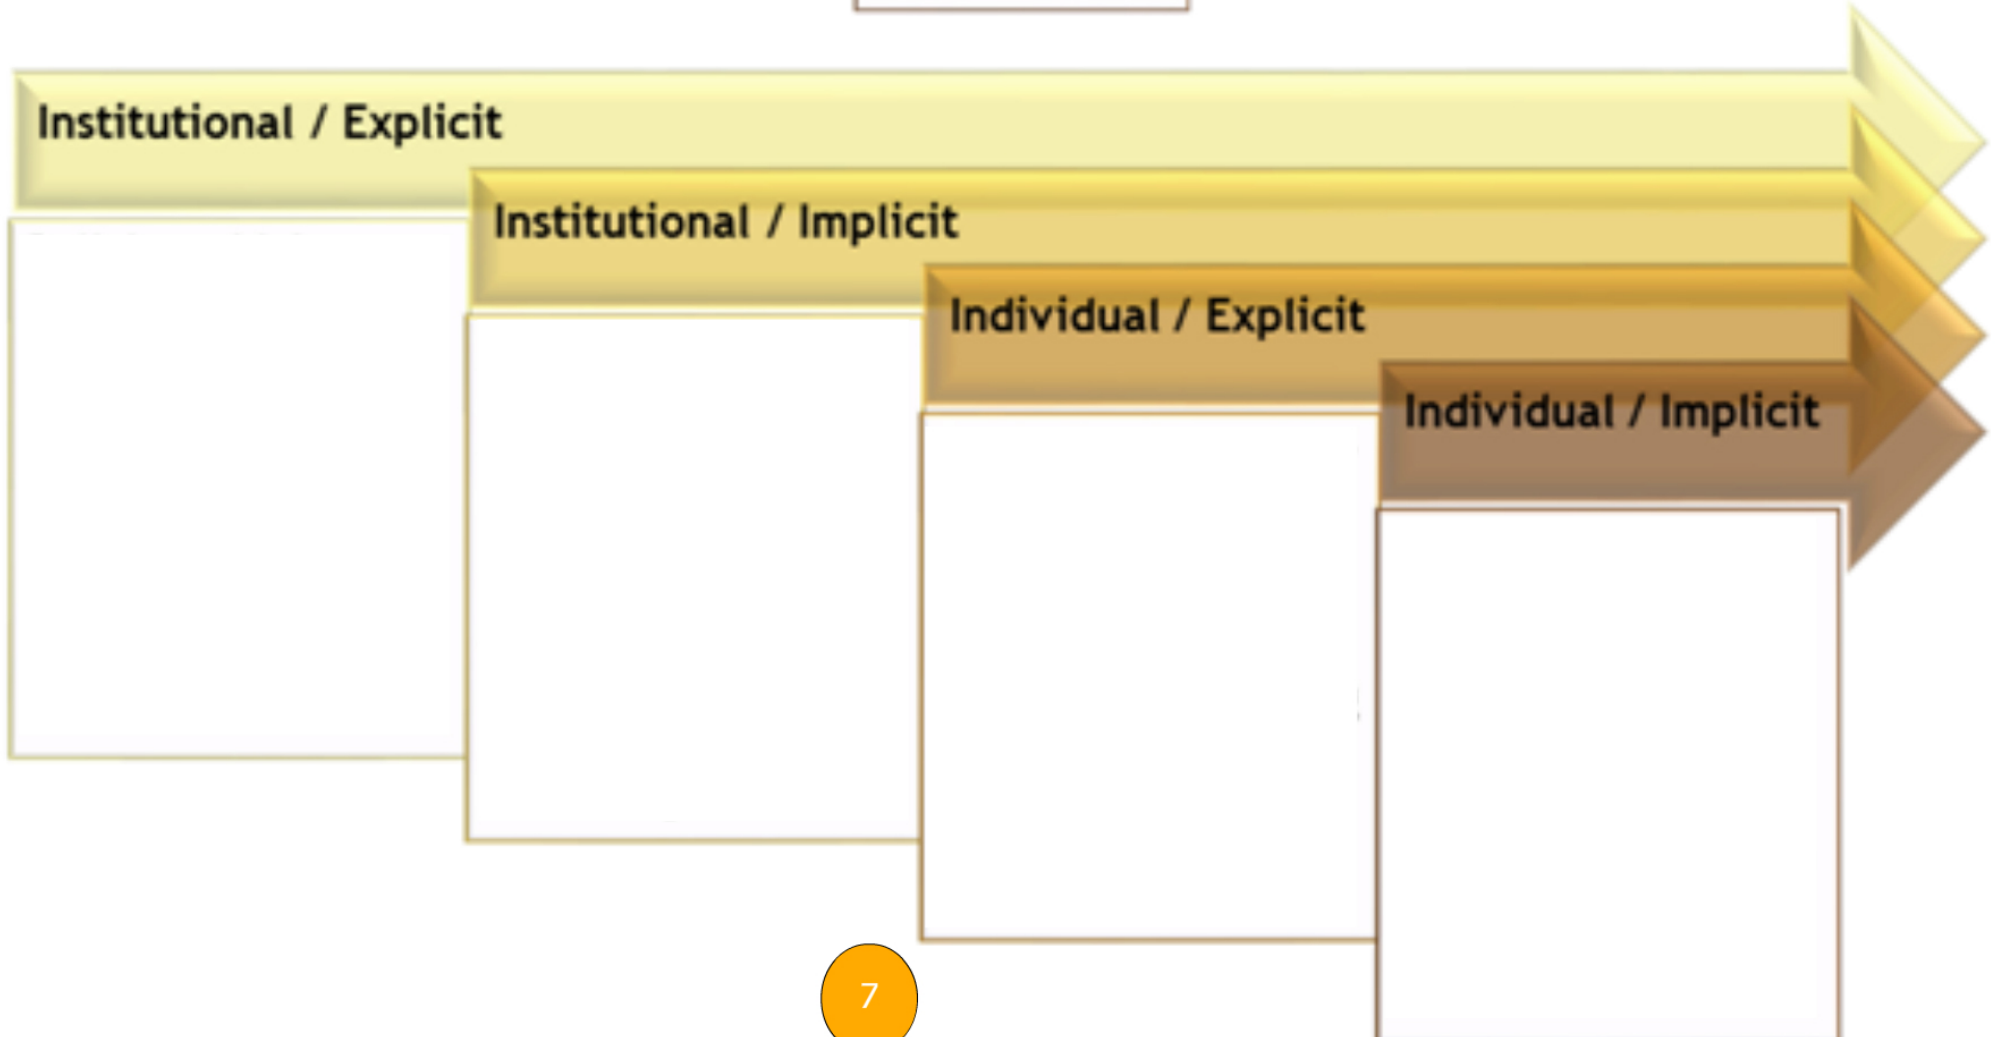 Institutional / Explicit
Institutional / Implicit
Individual / Explicit
Individual / Implicit
7